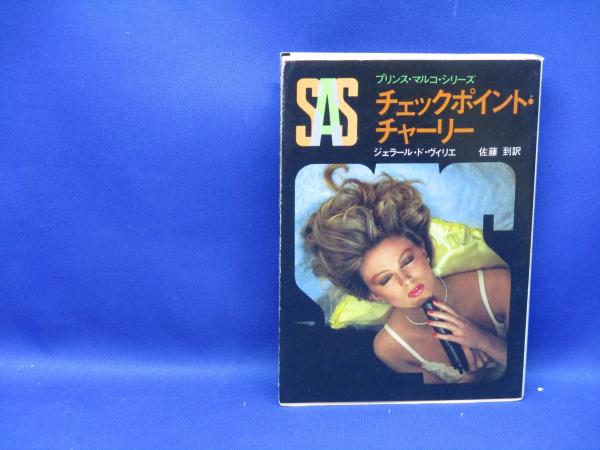 SAS
プリンス・マルコ・シリーズ
チェックポイント・
チャーリー
ジェラール・ド・ヴィリエ 佐藤 到訳